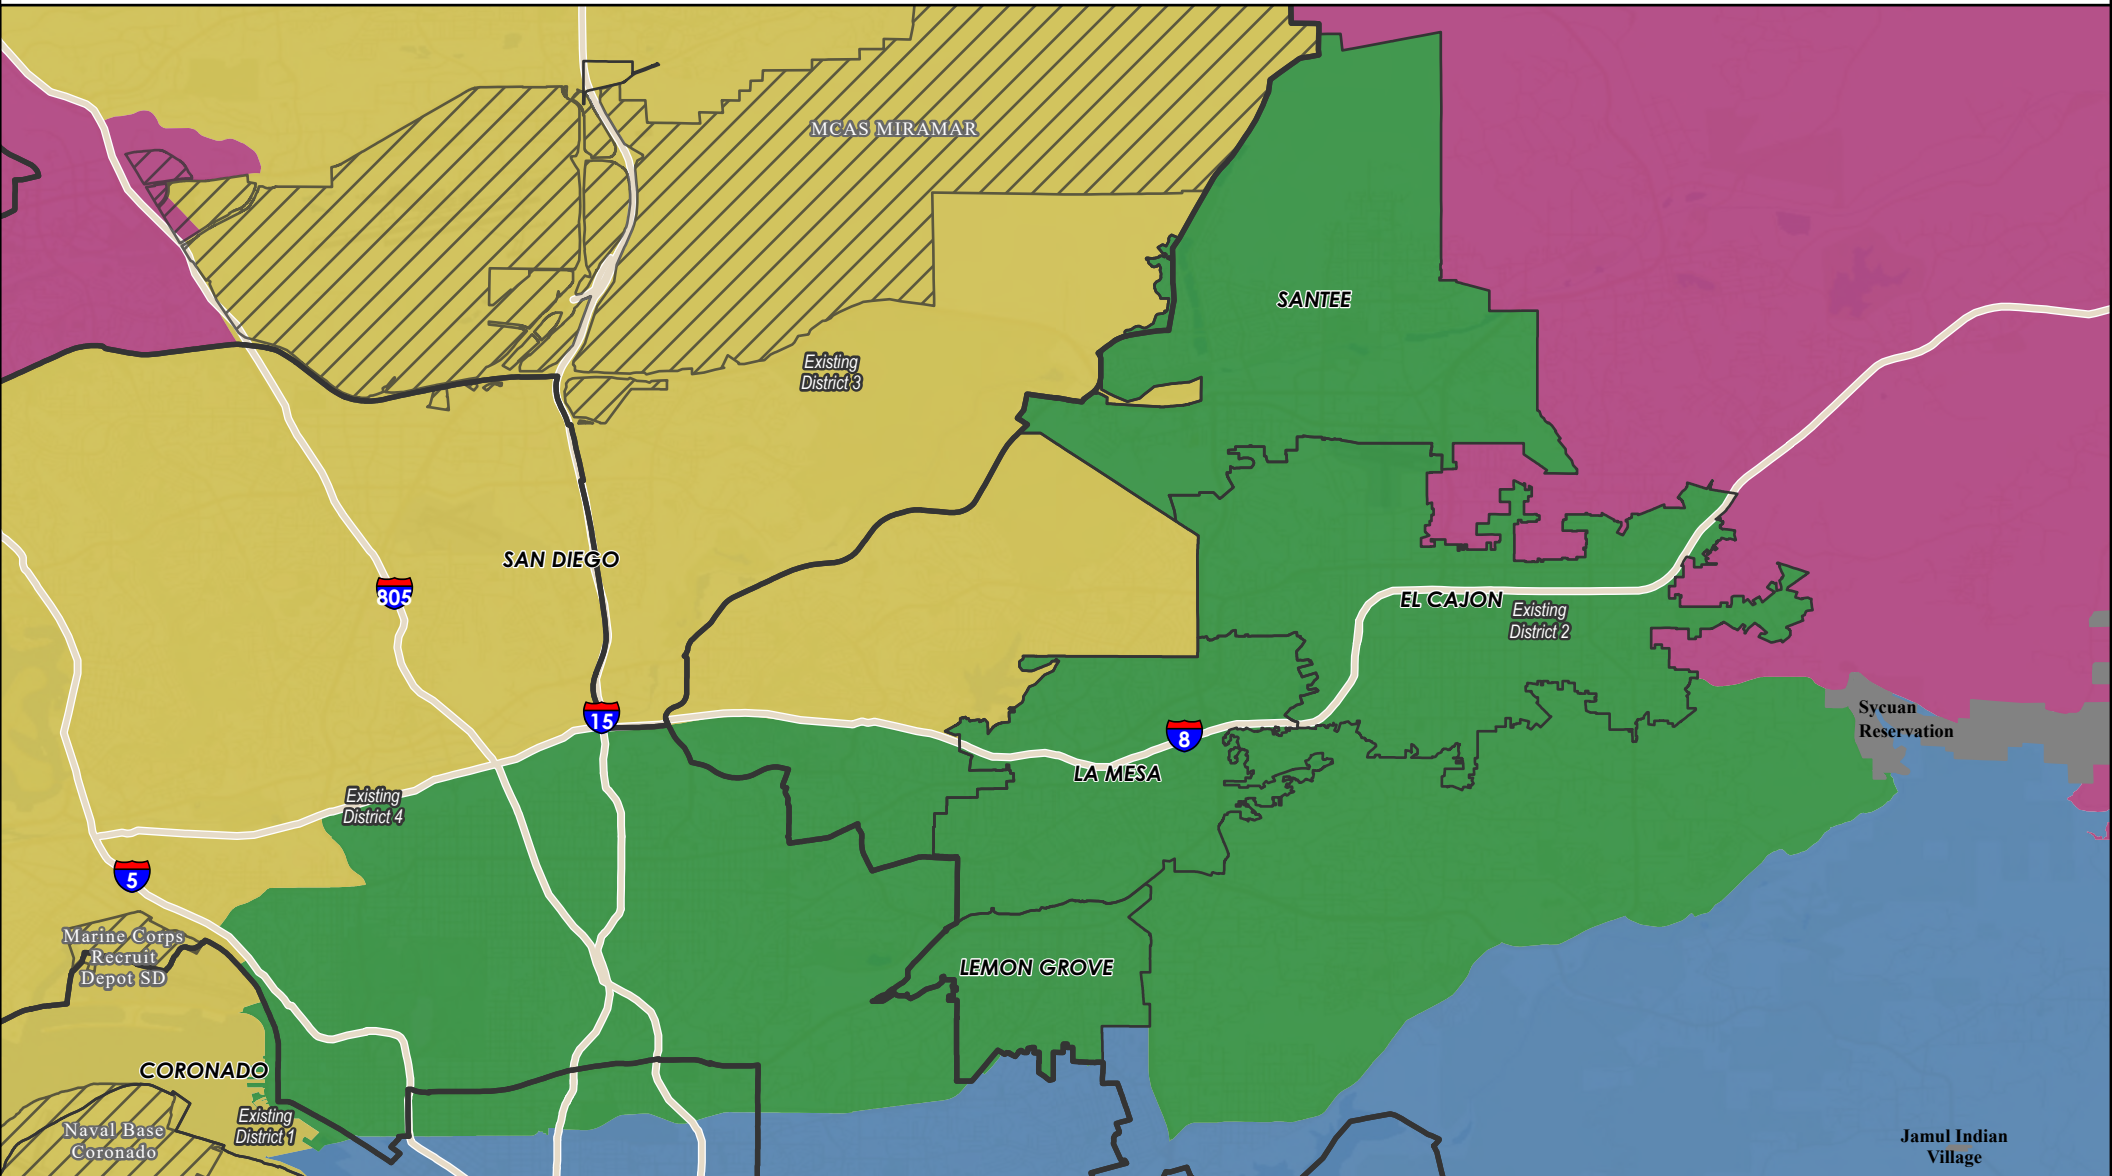 MCAS MIRAMAR
SANTEE
Existing
District 3
SAN DIEGO
805
EL CAJON
Existing
District 2
15
8
Sycuan
Reservation
LA MESA
Existing
District 4
5
Marine Corps
Recruit
Depot SD
LEMON GROVE
CORONADO
Existing
District 1
Naval Base
Coronado
Jamul Indian
Village